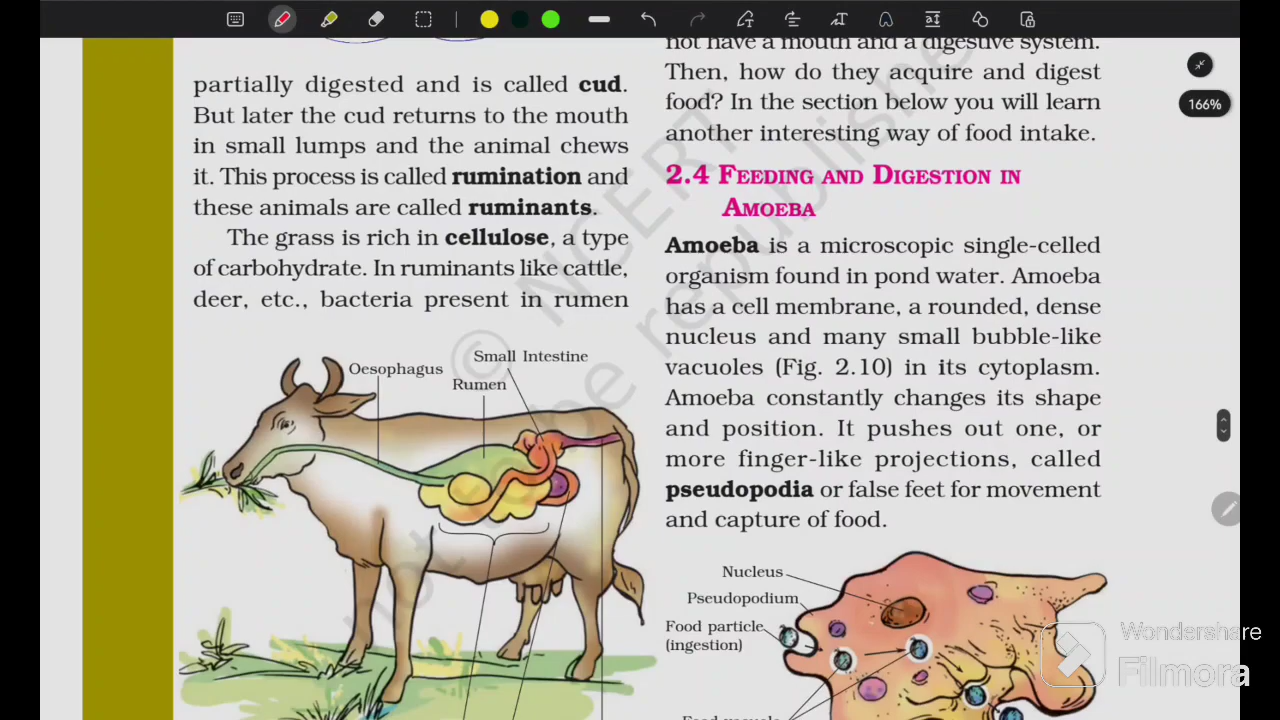 166%
partially digested and is called cud.
But later the cud returns to the mouth
in small lumps and the animal chews
it. This process is called rumination and
these animals are called ruminants.
The grass is rich in cellulose, a type
of carbohydrate. In ruminants like cattle,
deer, etc., bacteria present in rumen
Small Intestine
Oesophagus
Rumen
not have a mouth and a digestive system.
Then, how do they acquire and digest
food? In the section below you will learn
another interesting way of food intake.
2.4 FEEDING AND DIGESTION IN
AMOEBA
Amoeba is a microscopic single-celled
organism found in pond water. Amoeba
has a cell membrane, a rounded, dense
nucleus and many small bubble-like
vacuoles (Fig. 2.10) in its cytoplasm.
Amoeba constantly changes its shape
and position. It pushes out one, or
more finger-like projections, called
pseudopodia or false feet for movement
and capture of food.
Nucleus
Pseudopodium
Food particle
(ingestion)
Food vacuole
© NCERT
not to be republished
Wondershare
Filmora